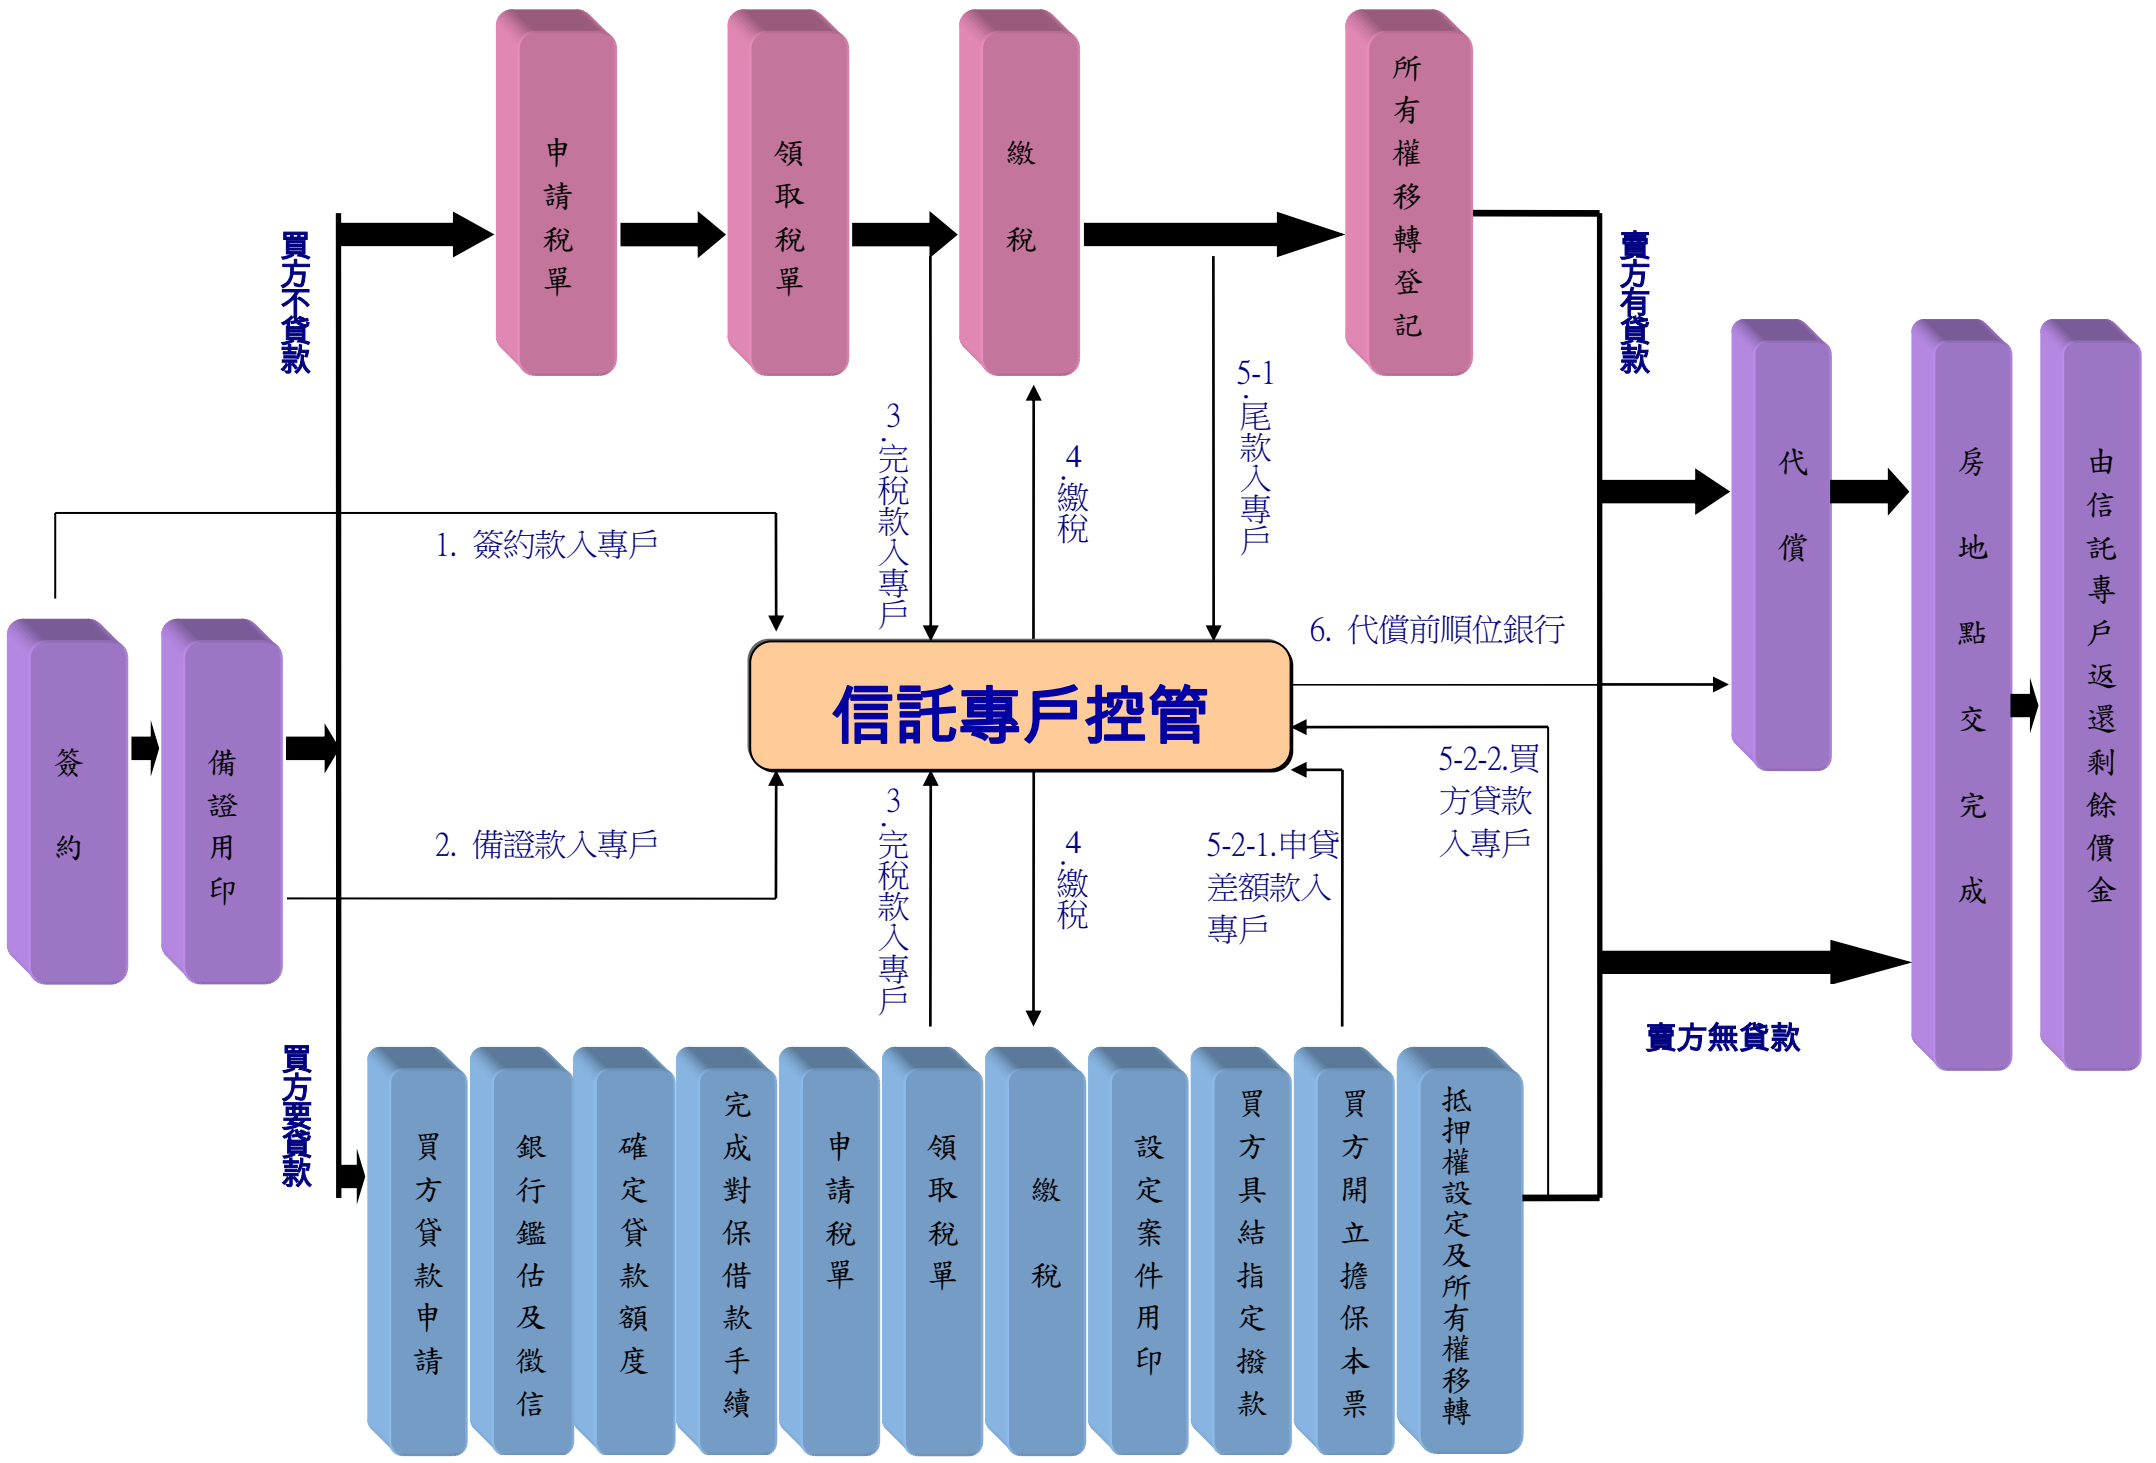 申請稅單
領取稅單
繳稅
所有權移轉登記
買方不貸款
賣方有貸款
3.完稅款入專戶
4.繳稅
5-1.尾款入專戶
1. 簽約款入專戶
6. 代償前順位銀行
信託專戶控管
簽約
備證用印
2. 備證款入專戶
3.完稅款入專戶
4.繳稅
5-2-1.申貸
差額款入
專戶
5-2-2.買
方貸款
入專戶
代償
房地點交完成
由信託專戶返還剩餘價金
賣方無貸款
買方要貸款
買方貸款申請
銀行鑑估及徵信
確定貸款額度
完成對保借款手續
申請稅單
領取稅單
繳稅
設定案件用印
買方具結指定撥款
買方開立擔保本票
抵押權設定及所有權移轉